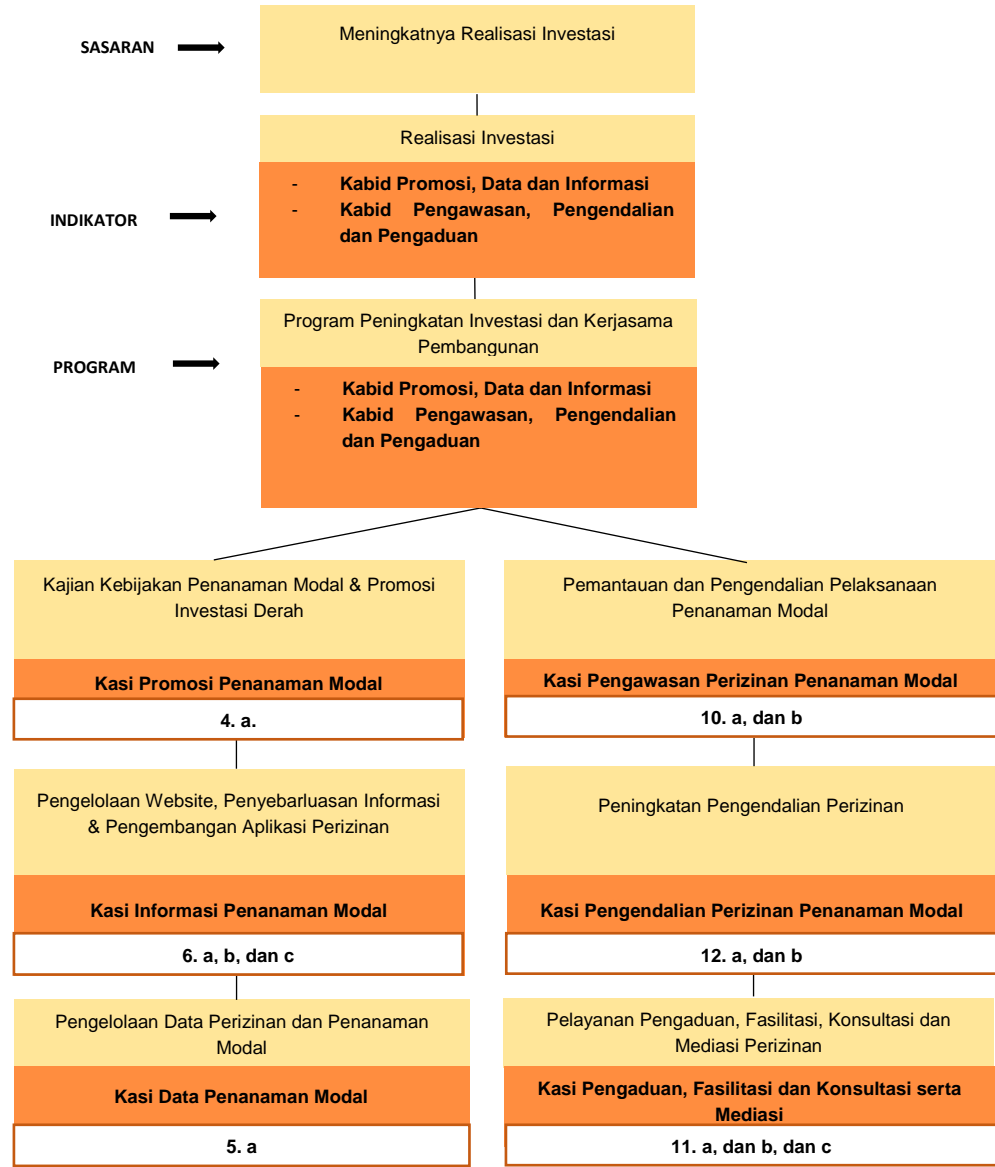 SASARAN
Meningkatnya Realisasi Investasi
Realisasi Investasi
INDIKATOR
- Kabid Promosi, Data dan Informasi
- Kabid Pengawasan, Pengendalian
dan Pengaduan
Program Peningkatan Investasi dan Kerjasama
Pembangunan
PROGRAM
- Kabid Promosi, Data dan Informasi
- Kabid Pengawasan, Pengendalian
dan Pengaduan
Kajian Kebijakan Penanaman Modal & Promosi
Investasi Derah
Kasi Promosi Penanaman Modal
4. a.
Pengelolaan Website, Penyebarluasan Informasi
& Pengembangan Aplikasi Perizinan
Kasi Informasi Penanaman Modal
6. a, b, dan c
Pengelolaan Data Perizinan dan Penanaman
Modal
Kasi Data Penanaman Modal
5. a
Pemantauan dan Pengendalian Pelaksanaan
Penanaman Modal
Kasi Pengawasan Perizinan Penanaman Modal
10. a, dan b
Peningkatan Pengendalian Perizinan
Kasi Pengendalian Perizinan Penanaman Modal
12. a, dan b
Pelayanan Pengaduan, Fasilitasi, Konsultasi dan
Mediasi Perizinan
Kasi Pengaduan, Fasilitasi dan Konsultasi serta
Mediasi
11. a, dan b, dan c